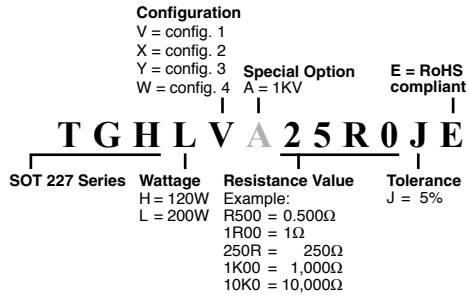 Configuration
V = config. 1
X = config. 2
Y = config. 3
W = config. 4
Special Option
A = 1KV
E = RoHS
compliant
T G H L V A 2 5 R 0 J E
SOT 227 Series
Wattage
H = 120W
L = 200W
Resistance Value
Example:
R500 = 0.500Ω
1R00 = 1Ω
250R = 250Ω
1K00 = 1,000Ω
10K0 = 10,000Ω
Tolerance
J = 5%